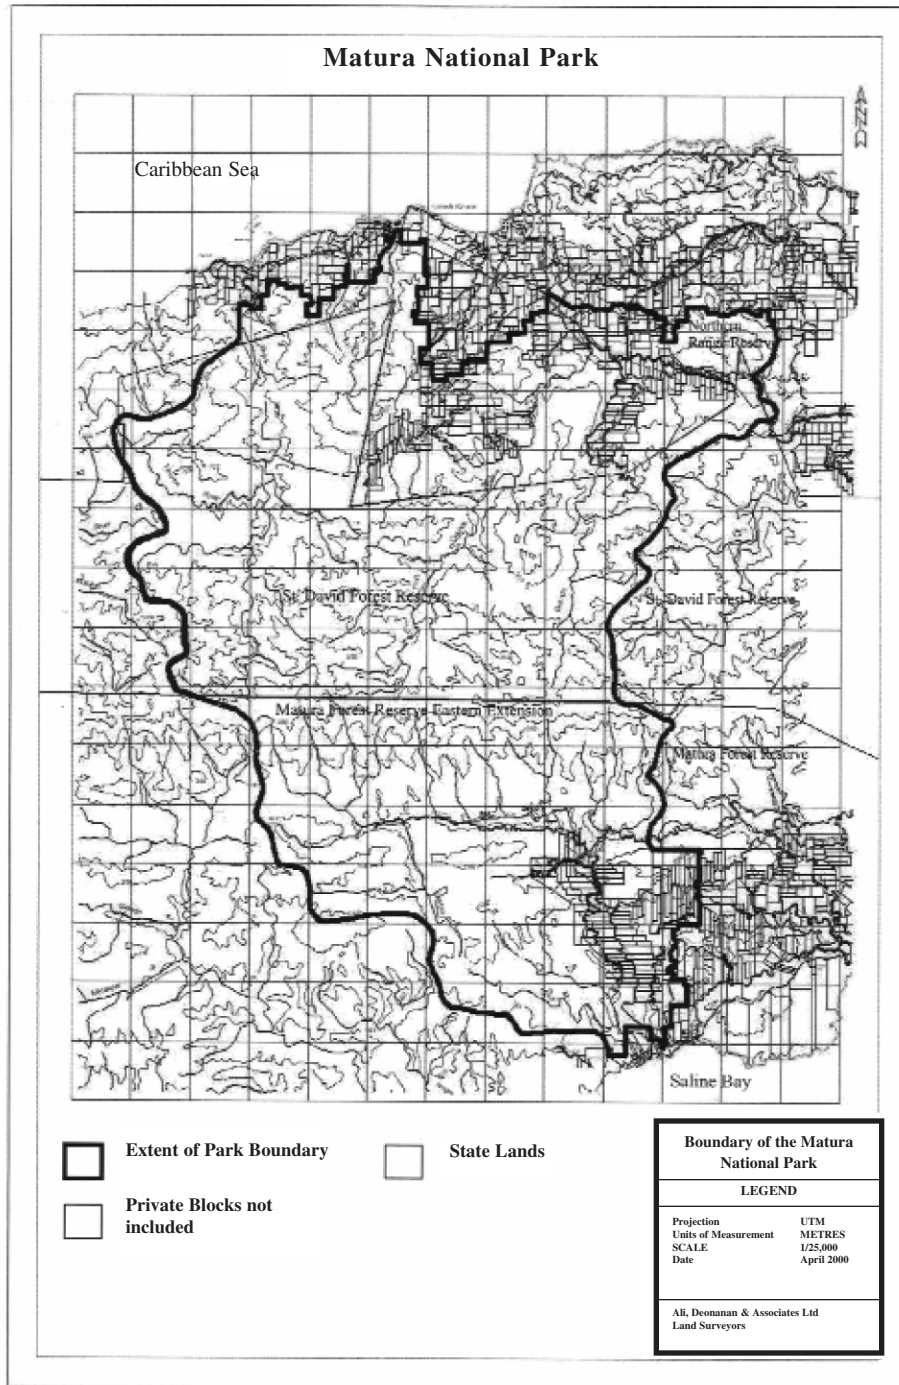 Matura National Park
Caribbean Sea
Northern
Range Reserve
St. David Forest Reserve
St. David Forest Reserve
Matura Forest Reserve Eastern Extension
Matura Forest Reserve
Saline Bay
Extent of Park Boundary
State Lands
Private Blocks not
included
Boundary of the Matura
National Park
LEGEND
Projection UTM
Units of Measurement METRES
SCALE 1/25,000
Date April 2000
Ali, Deonanan & Associates Ltd
Land Surveyors